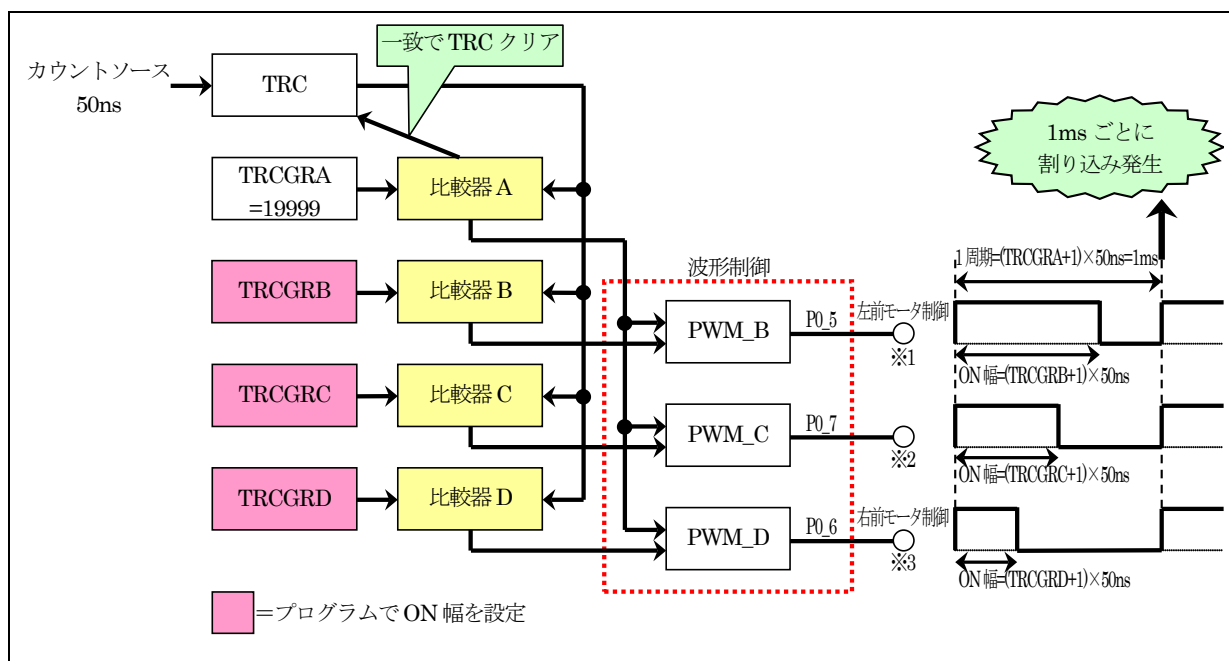 一致で TRC クリア
カウントソース
50ns
TRC
1ms ごとに
割り込み発生
TRCGRA
=19999
比較器 A
1 周期=(TRCGRA+1)×50ns=1ms
波形制御
TRCGRB
比較器 B
PWM_B
P0_5
左前モータ制御
※1
ON 幅=(TRCGRB+1)×50ns
TRCGRC
比較器 C
PWM_C
P0_7
※2
ON 幅=(TRCGRC+1)×50ns
TRCGRD
比較器 D
PWM_D
P0_6
右前モータ制御
※3
ON 幅=(TRCGRD+1)×50ns
=プログラムで ON 幅を設定